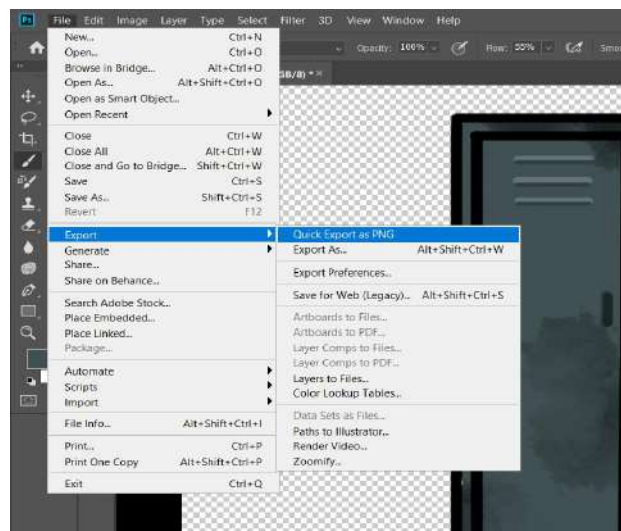 Ps File Edit Image Layer Type Select Filter 3D View Window Help
Opacity: 100% Flow: 55% Smo
GB/8) *
New... Ctrl+N
Open... Ctrl+O
Browse in Bridge... Alt+Ctrl+O
Open As... Alt+Shift+Ctrl+O
Open as Smart Object...
Open Recent
Close Ctrl+W
Close All Alt+Ctrl+W
Close and Go to Bridge... Shift+Ctrl+W
Save Ctrl+S
Save As... Shift+Ctrl+S
Revert F12
Export
Generate
Share...
Share on Behance...
Search Adobe Stock...
Place Embedded...
Place Linked...
Package...
Automate
Scripts
Import
File Info... Alt+Shift+Ctrl+I
Print... Ctrl+P
Print One Copy Alt+Shift+Ctrl+P
Exit Ctrl+Q
Quick Export as PNG
Export As... Alt+Shift+Ctrl+W
Export Preferences...
Save for Web (Legacy)... Alt+Shift+Ctrl+S
Artboards to Files...
Artboards to PDF...
Layer Comps to Files...
Layer Comps to PDF...
Layers to Files...
Color Lookup Tables...
Data Sets as Files...
Paths to Illustrator...
Render Video...
Zoomify...